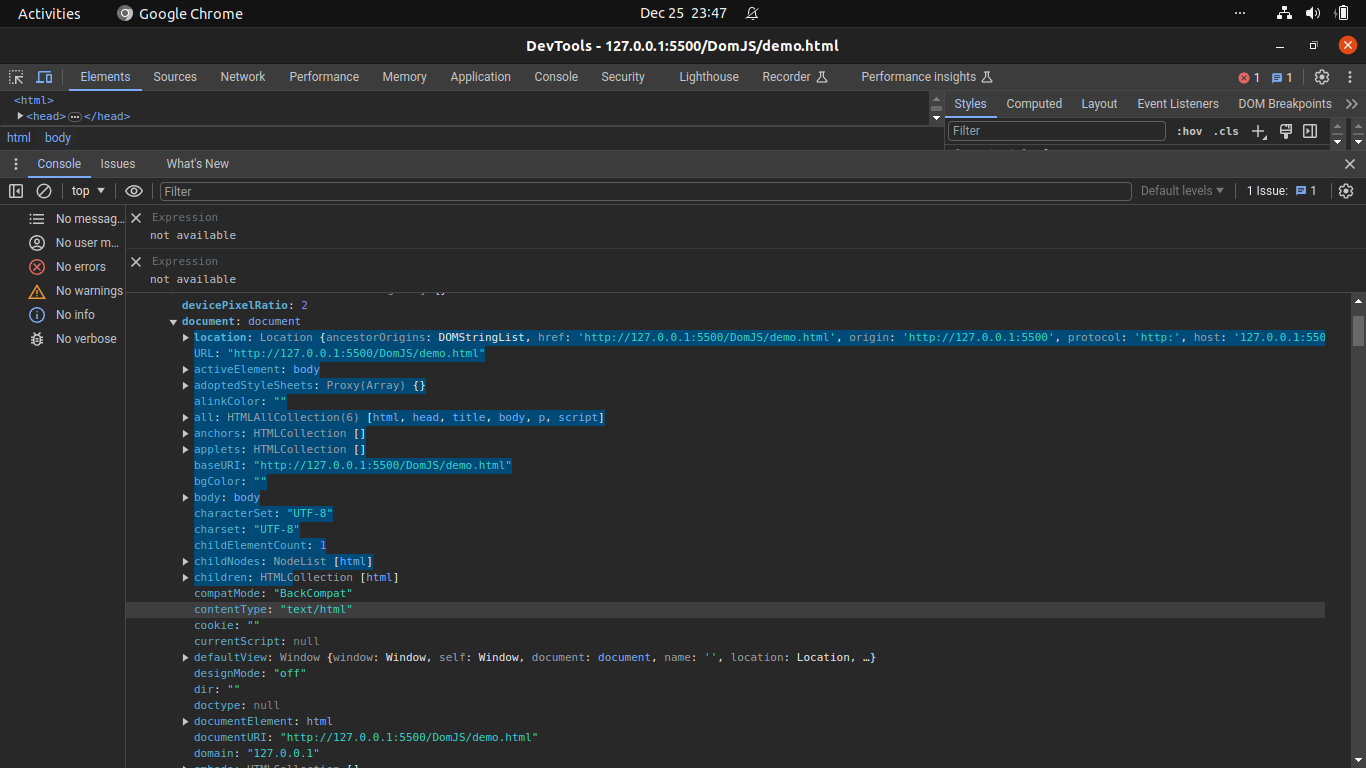 Activities Google Chrome Dec 25 23:47
DevTools - 127.0.0.1:5500/DomJS/demo.html
Elements Sources Network Performance Memory Application Console Security Lighthouse Recorder Performance insights 1 1
<html>
<head> … </head>
Styles Computed Layout Event Listeners DOM Breakpoints
html body
Filter :hov .cls
Console Issues What's New
top Filter Default levels 1 Issue: 1
No messag...
No user m...
No errors
No warnings
No info
No verbose
Expression
not available
Expression
not available
devicePixelRatio: 2
document: document
location: Location {ancestorOrigins: DOMStringList, href: 'http://127.0.0.1:5500/DomJS/demo.html', origin: 'http://127.0.0.1:5500', protocol: 'http:', host: '127.0.0.1:550
URL: "http://127.0.0.1:5500/DomJS/demo.html"
activeElement: body
adoptedStyleSheets: Proxy(Array) {}
alinkColor: ""
all: HTMLAllCollection(6) [html, head, title, body, p, script]
anchors: HTMLCollection []
applets: HTMLCollection []
baseURI: "http://127.0.0.1:5500/DomJS/demo.html"
bgColor: ""
body: body
characterSet: "UTF-8"
charset: "UTF-8"
childElementCount: 1
childNodes: NodeList [html]
children: HTMLCollection [html]
compatMode: "BackCompat"
contentType: "text/html"
cookie: ""
currentScript: null
defaultView: Window {window: Window, self: Window, document: document, name: '', location: Location, …}
designMode: "off"
dir: ""
doctype: null
documentElement: html
documentURI: "http://127.0.0.1:5500/DomJS/demo.html"
domain: "127.0.0.1"